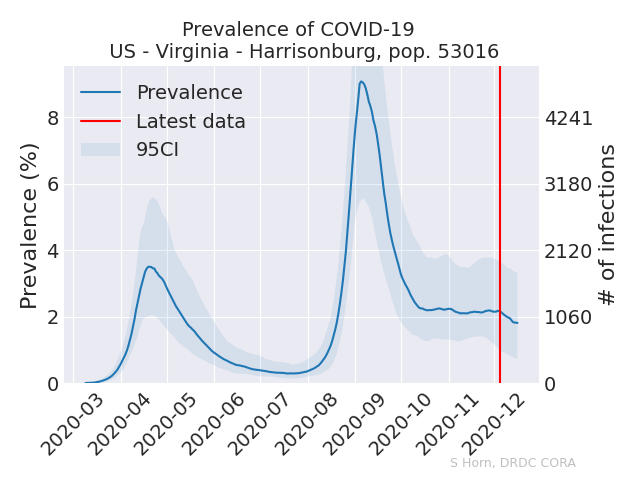 Prevalence of COVID-19
US - Virginia - Harrisonburg, pop. 53016
Prevalence
Latest data
95CI
Prevalence (%)
8
6
4
2
0
4241
3180
2120
1060
0
# of infections
2020-03
2020-04
2020-05
2020-06
2020-07
2020-08
2020-09
2020-10
2020-11
2020-12
S Horn, DRDC CORA